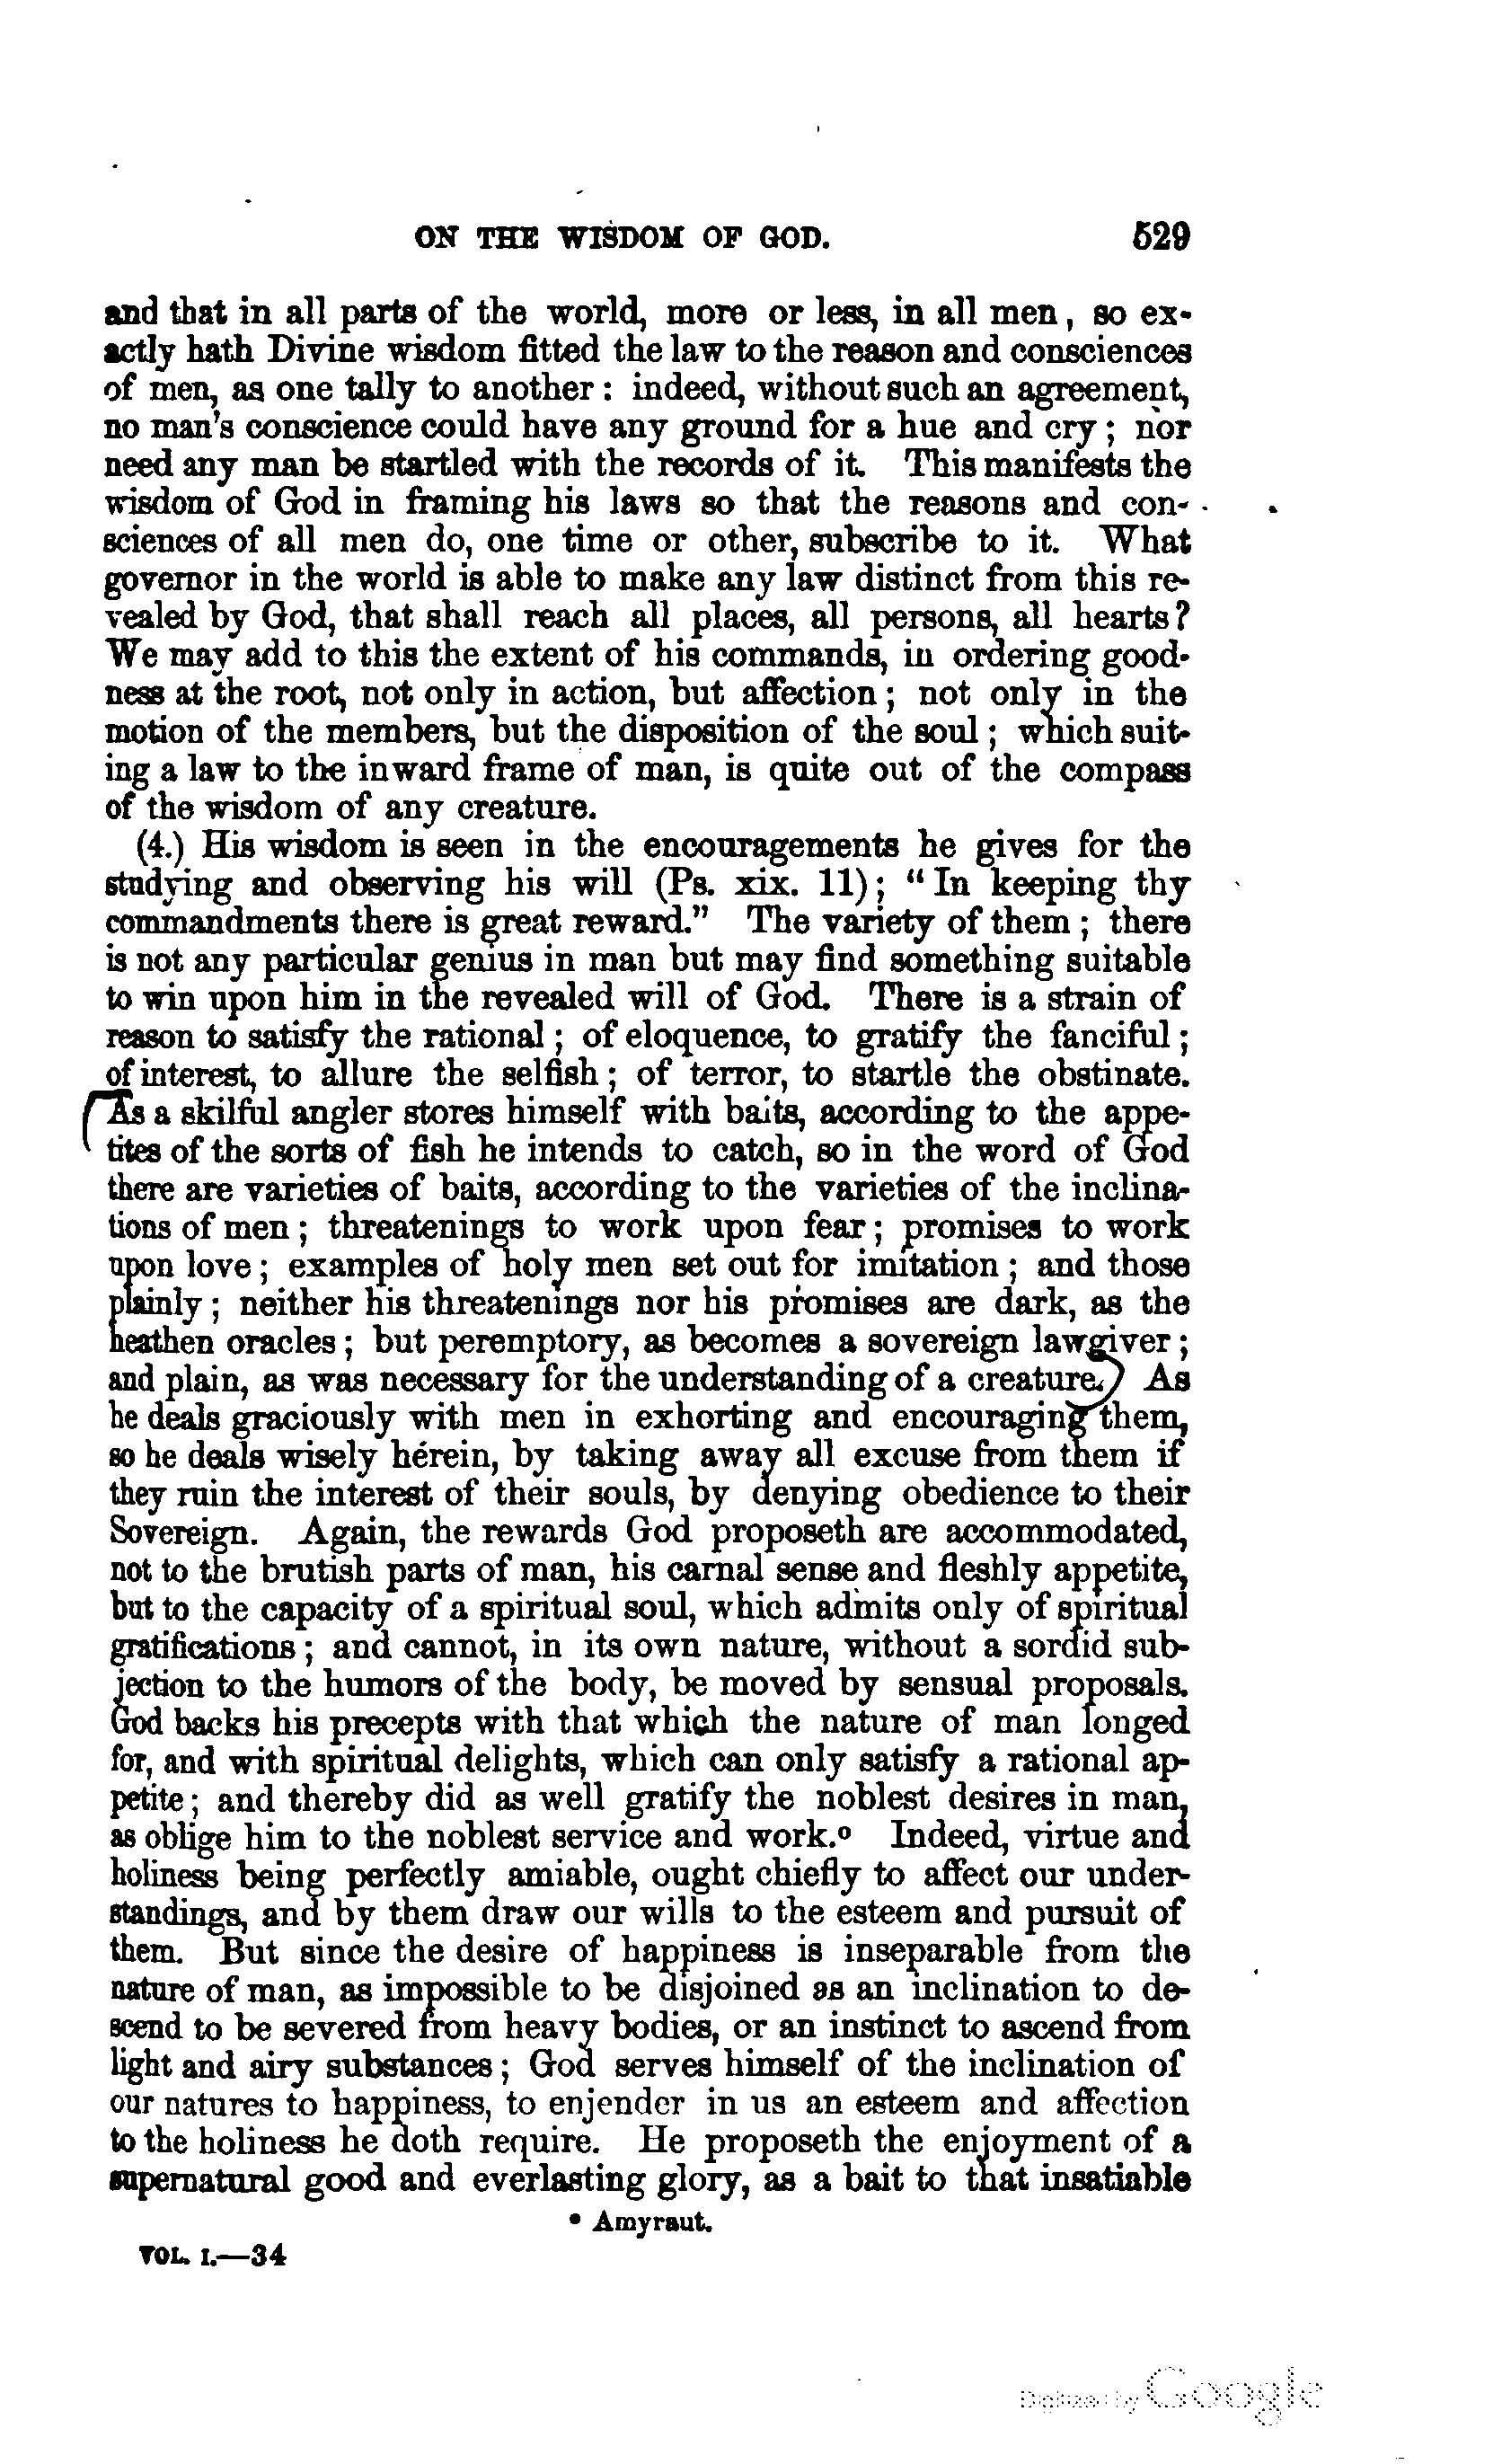 ON THE WISDOM OF GOD. 529
and that in all parts of the world, more or less, in all men, so ex-
actly hath Divine wisdom fitted the law to the reason and consciences
of men, as one tally to another: indeed, without such an agreement,
no man's conscience could have any ground for a hue and cry; nor
need any man be startled with the records of it. This manifests the
wisdom of God in framing his laws so that the reasons and con-
sciences of all men do, one time or other, subscribe to it. What
governor in the world is able to make any law distinct from this re-
vealed by God, that shall reach all places, all persons, all hearts?
We may add to this the extent of his commands, in ordering good-
ness at the root, not only in action, but affection; not only in the
motion of the members, but the disposition of the soul; which suit-
ing a law to the inward frame of man, is quite out of the compass
of the wisdom of any creature.
(4.) His wisdom is seen in the encouragements he gives for the
studying and observing his will (Ps. xix. 11); "In keeping thy
commandments there is great reward." The variety of them; there
is not any particular genius in man but may find something suitable
to win upon him in the revealed will of God. There is a strain of
reason to satisfy the rational; of eloquence, to gratify the fanciful;
of interest, to allure the selfish; of terror, to startle the obstinate.
As a skilful angler stores himself with baits, according to the appe-
tites of the sorts of fish he intends to catch, so in the word of God
there are varieties of baits, according to the varieties of the inclina-
tions of men; threatenings to work upon fear; promises to work
upon love; examples of holy men set out for imitation; and those
plainly; neither his threatenings nor his promises are dark, as the
heathen oracles; but peremptory, as becomes a sovereign lawgiver;
and plain, as was necessary for the understanding of a creature. As
he deals graciously with men in exhorting and encouraging them,
so he deals wisely herein, by taking away all excuse from them if
they ruin the interest of their souls, by denying obedience to their
Sovereign. Again, the rewards God proposeth are accommodated,
not to the brutish parts of man, his carnal sense and fleshly appetite,
but to the capacity of a spiritual soul, which admits only of spiritual
gratifications; and cannot, in its own nature, without a sordid sub-
jection to the humors of the body, be moved by sensual proposals.
God backs his precepts with that which the nature of man longed
for, and with spiritual delights, which can only satisfy a rational ap-
petite; and thereby did as well gratify the noblest desires in man,
as oblige him to the noblest service and work.º Indeed, virtue and
holiness being perfectly amiable, ought chiefly to affect our under-
standings, and by them draw our wills to the esteem and pursuit of
them. But since the desire of happiness is inseparable from the
nature of man, as impossible to be disjoined as an inclination to de-
scend to be severed from heavy bodies, or an instinct to ascend from
light and airy substances; God serves himself of the inclination of
our natures to happiness, to enjender in us an esteem and affection
to the holiness he doth require. He proposeth the enjoyment of a
supernatural good and everlasting glory, as a bait to that insatiable
º Amyraut.
VOL. I.—34
Digitized by Google